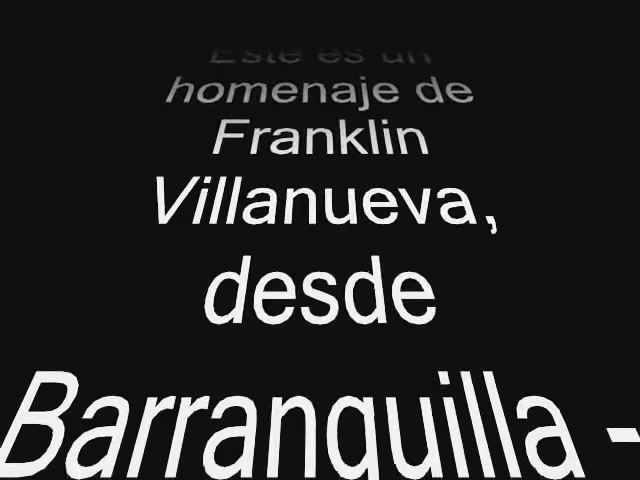 Este es un
homenaje de
Franklin
Villanueva,
desde
Barranquilla -